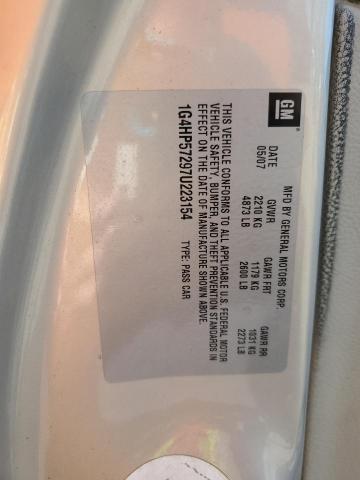 GM
MFD BY GENERAL MOTORS CORP.
DATE GVWR GAWR FRT GAWR RR
05/07 2210 KG 1179 KG 1031 KG
4873 LB 2600 LB 2273 LB
THIS VEHICLE CONFORMS TO ALL APPLICABLE U.S. FEDERAL MOTOR
VEHICLE SAFETY, BUMPER, AND THEFT PREVENTION STANDARDS IN
EFFECT ON THE DATE OF MANUFACTURE SHOWN ABOVE.
1G4HP57297U223154 TYPE: PASS CAR